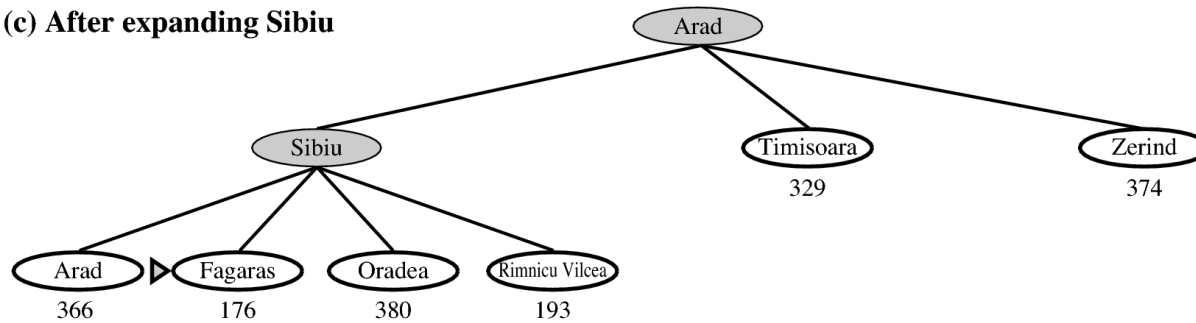 (c) After expanding Sibiu
Arad
Sibiu
Timisoara
Zerind
329
374
Arad
Fagaras
Oradea
Rimnicu Vilcea
366
176
380
193